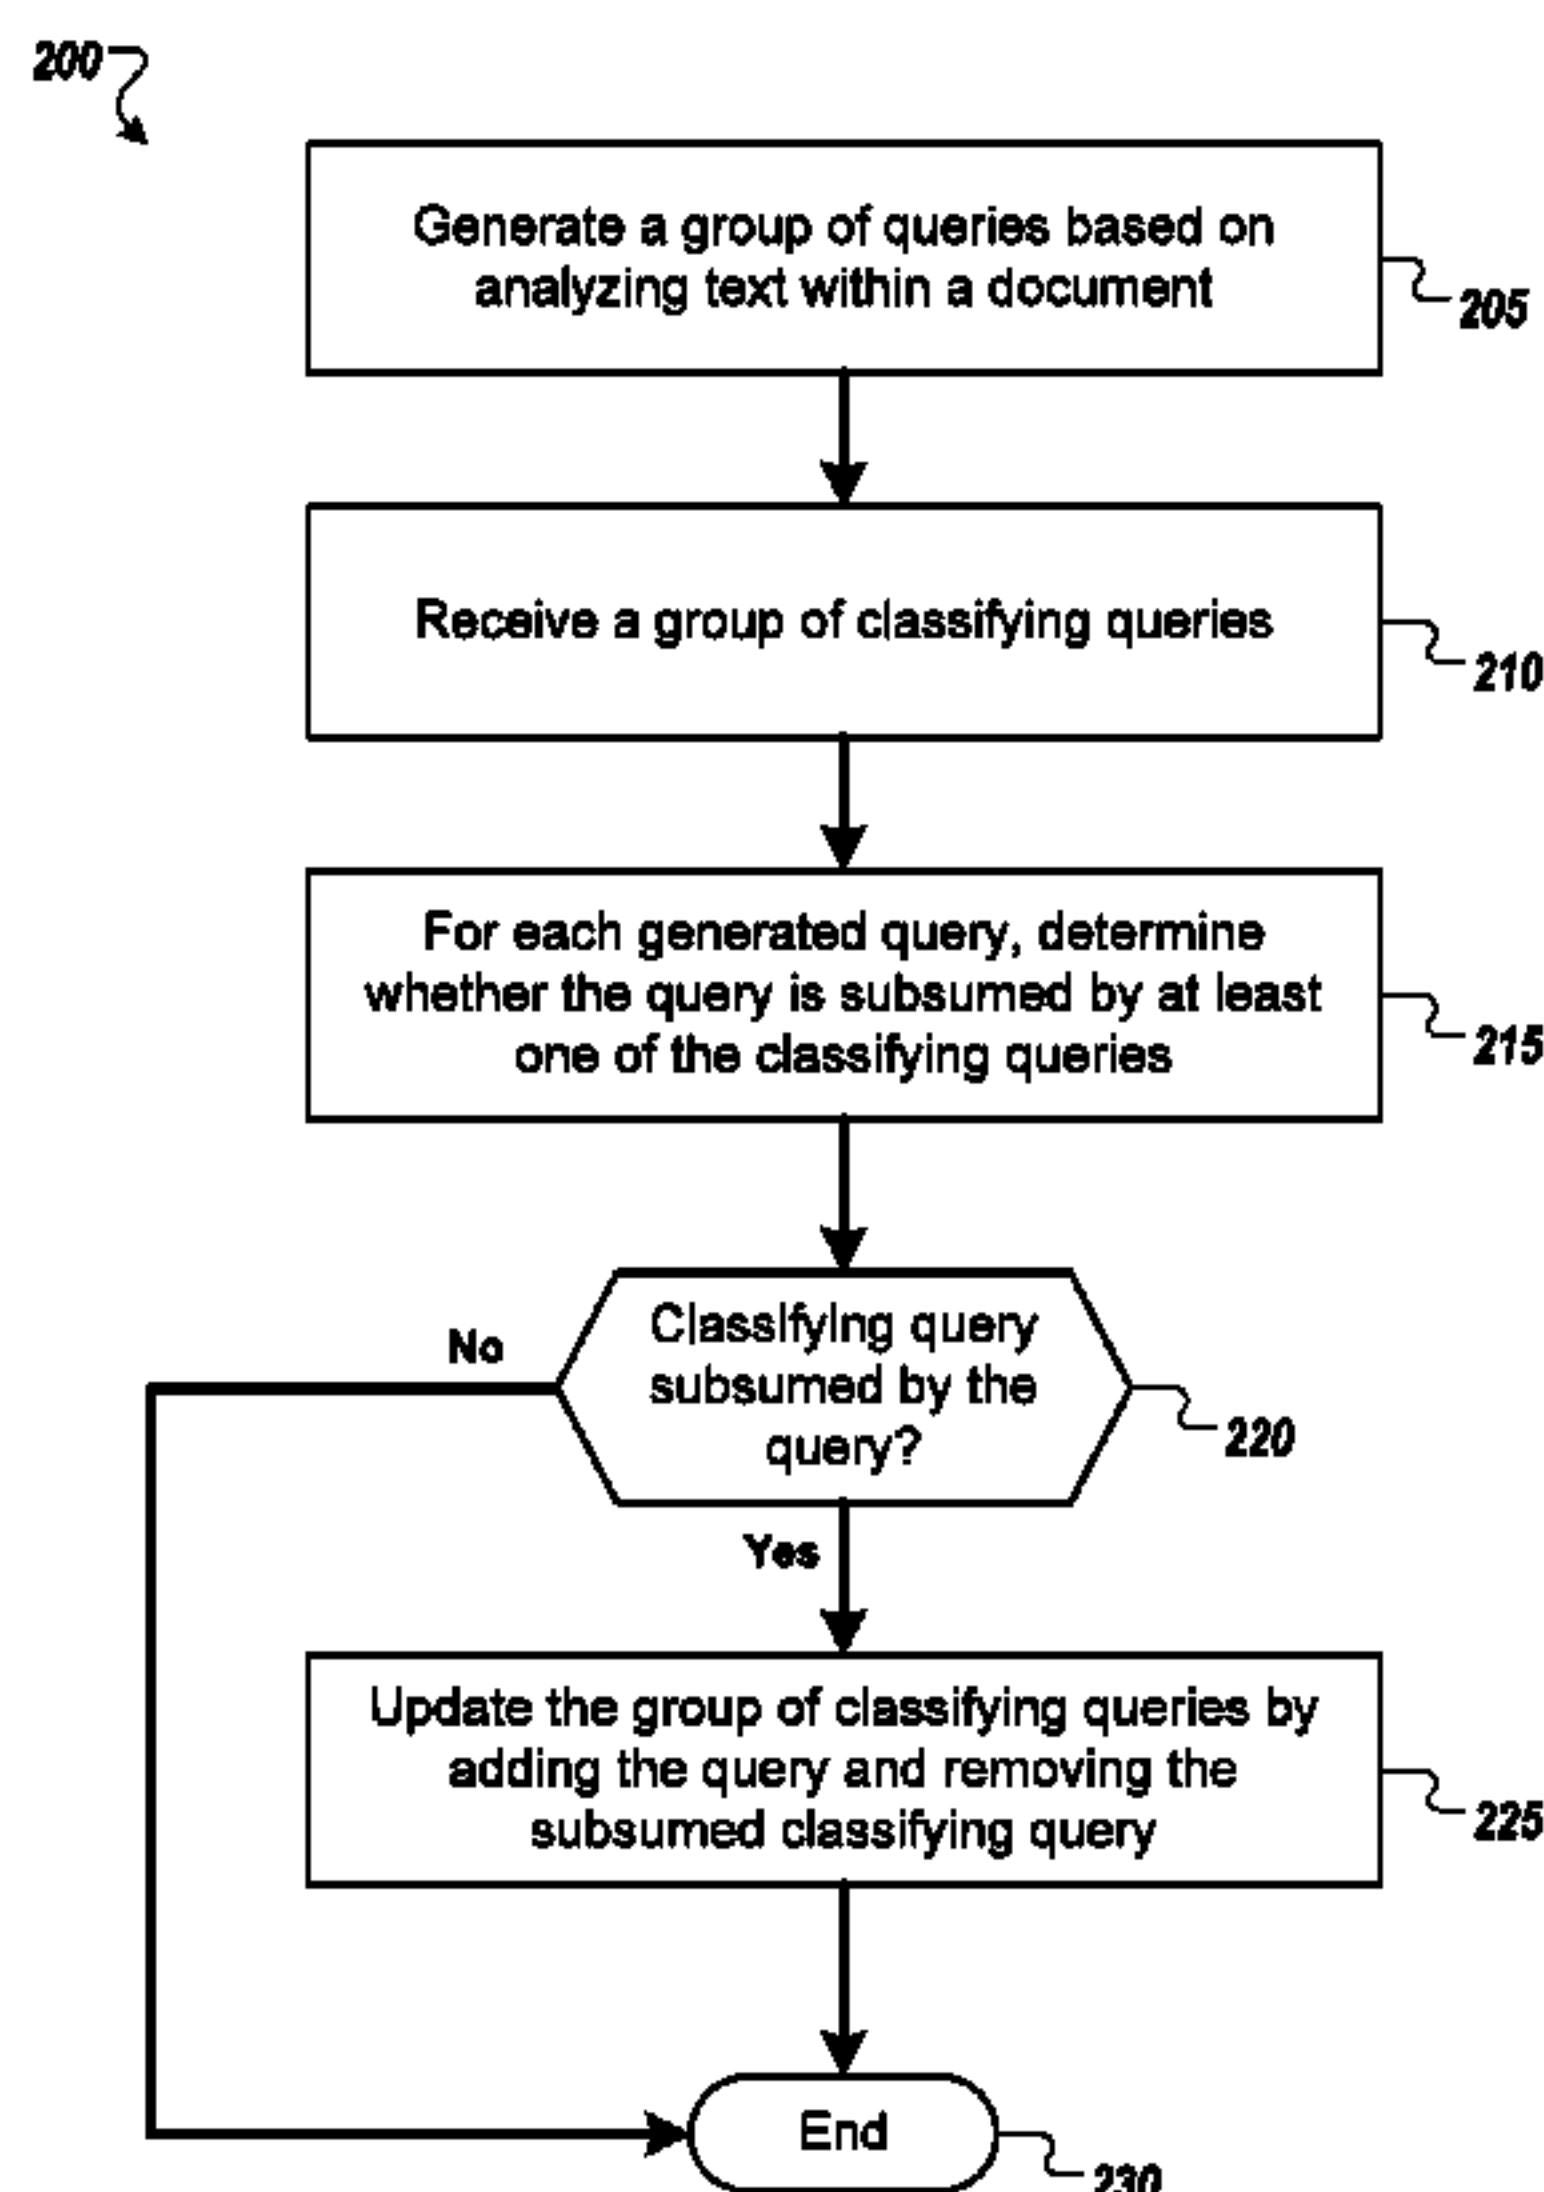 200
Generate a group of queries based on
analyzing text within a document
205
Receive a group of classifying queries
210
For each generated query, determine
whether the query is subsumed by at least
one of the classifying queries
215
Classifying query
subsumed by the
query?
220
No
Yes
Update the group of classifying queries by
adding the query and removing the
subsumed classifying query
225
End
230